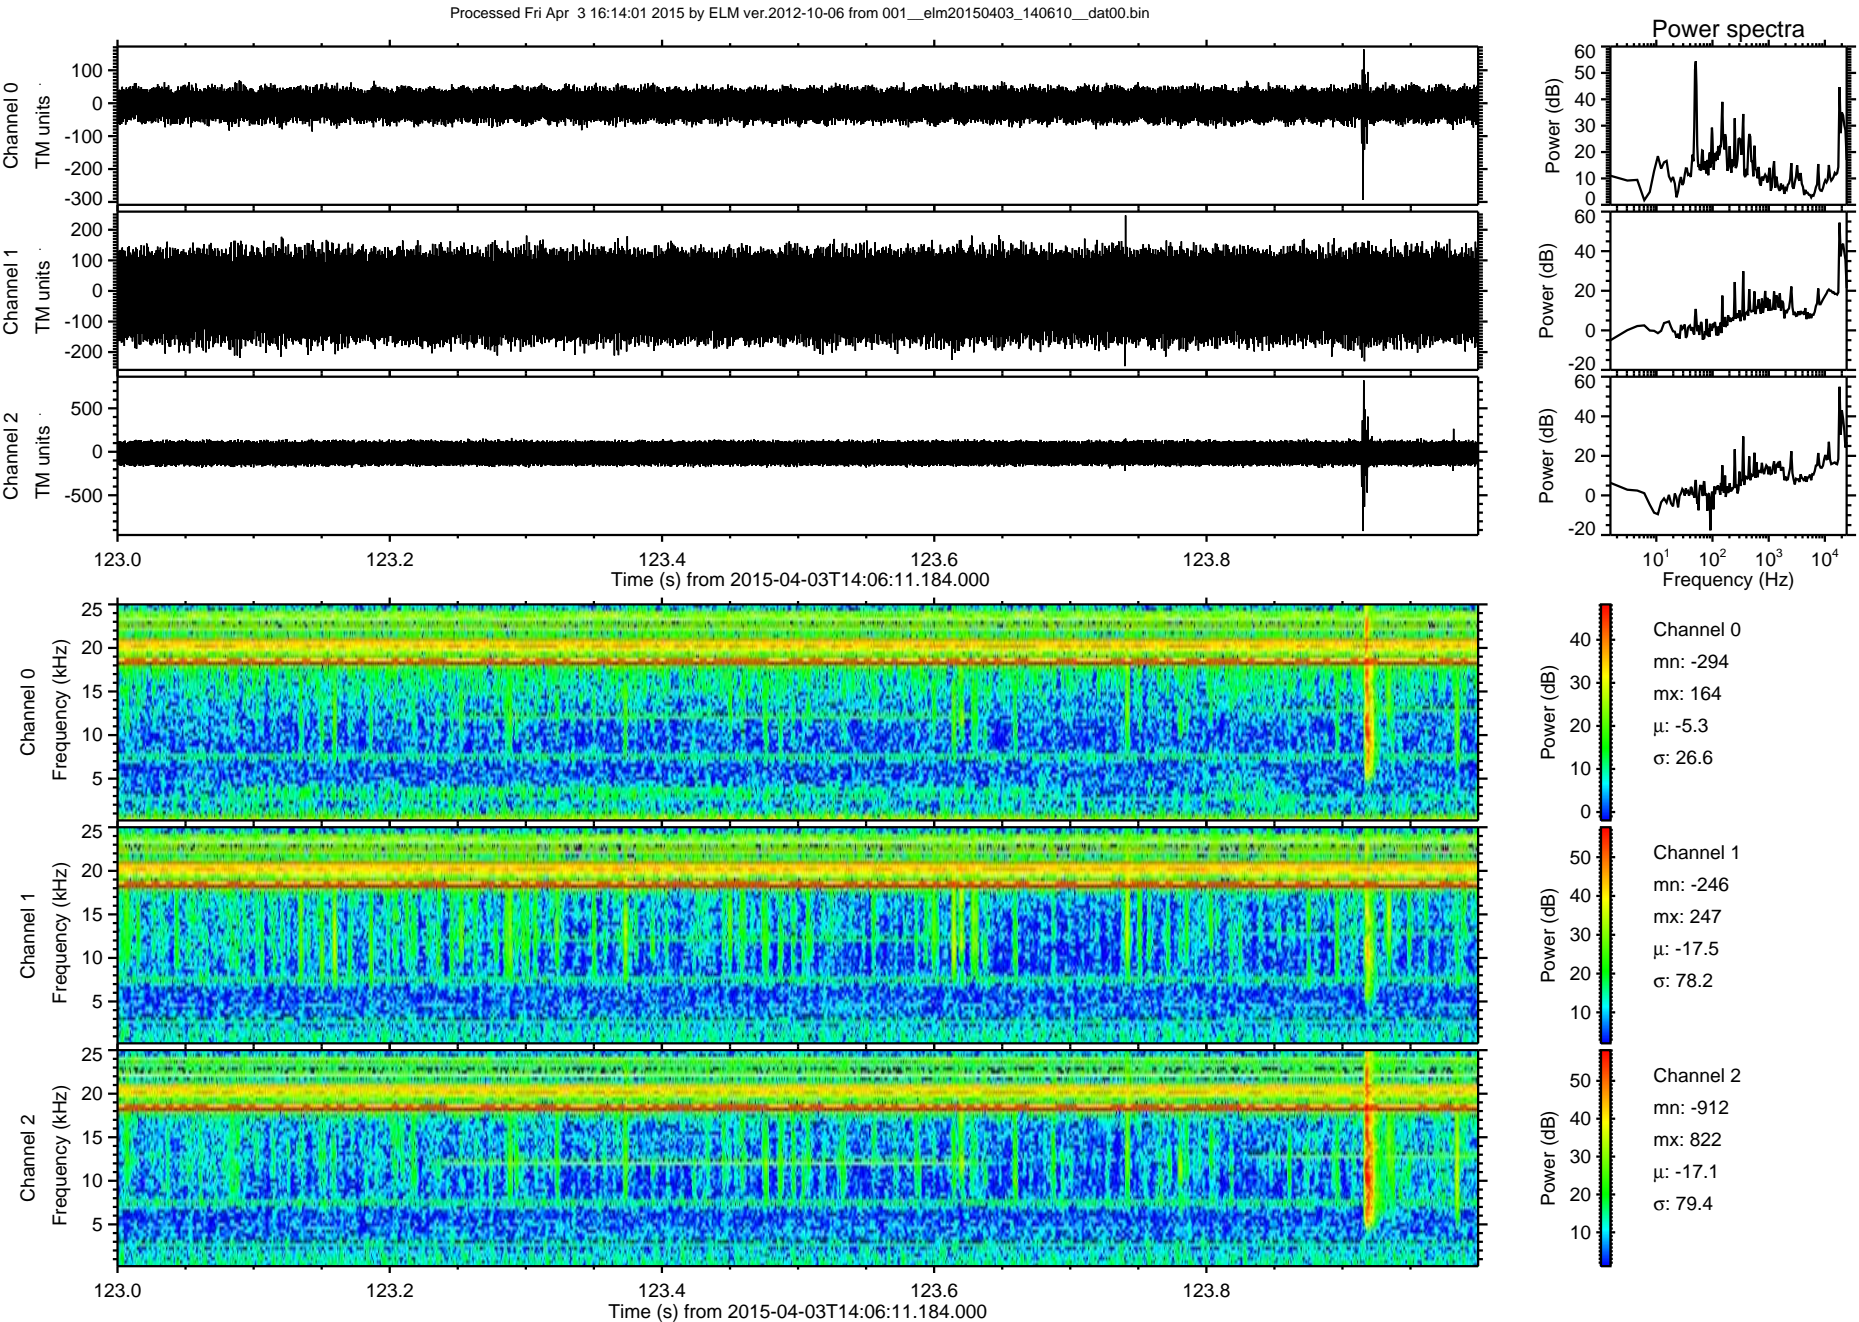 Processed Fri Apr  3 16:14:01 2015 by ELM ver.2012-10-06 from 001__elm20150403_140610__dat00.bin
Power spectra
Channel 0
TM units
100
0
-100
-200
-300
Power (dB)
60
50
40
30
20
10
0
Channel 1
TM units
200
100
0
-100
-200
Power (dB)
60
40
20
0
-20
Channel 2
TM units
500
0
-500
Power (dB)
60
40
20
0
-20
123.0 123.2 123.4 123.6 123.8
Time (s) from 2015-04-03T14:06:11.184.000
10^1 10^2 10^3 10^4
Frequency (Hz)
Channel 0
Frequency (kHz)
25
20
15
10
5
Power (dB)
40
30
20
10
0
Channel 0
mn: -294
mx: 164
μ: -5.3
σ: 26.6
Channel 1
Frequency (kHz)
25
20
15
10
5
Power (dB)
50
40
30
20
10
Channel 1
mn: -246
mx: 247
μ: -17.5
σ: 78.2
Channel 2
Frequency (kHz)
25
20
15
10
5
Power (dB)
50
40
30
20
10
Channel 2
mn: -912
mx: 822
μ: -17.1
σ: 79.4
123.0 123.2 123.4 123.6 123.8
Time (s) from 2015-04-03T14:06:11.184.000